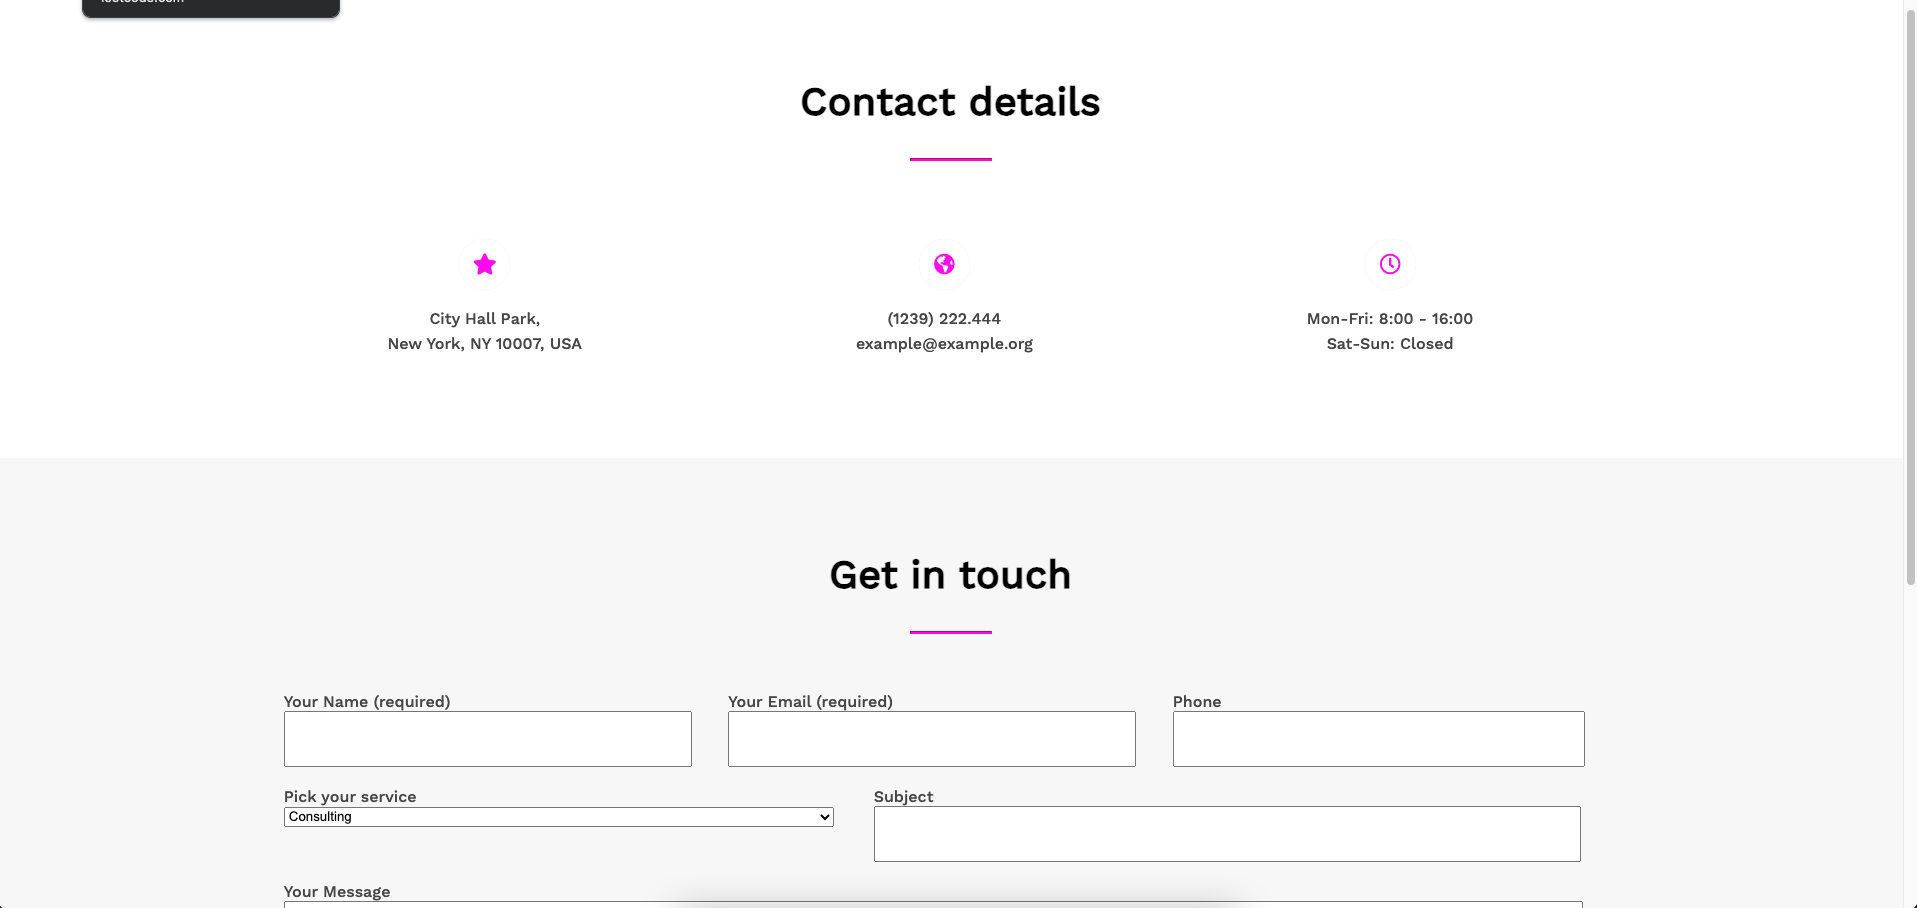 Contact details
City Hall Park,
New York, NY 10007, USA
(1239) 222.444
example@example.org
Mon-Fri: 8:00 - 16:00
Sat-Sun: Closed
Get in touch
Your Name (required)
Your Email (required)
Phone
Pick your service
Consulting
Subject
Your Message